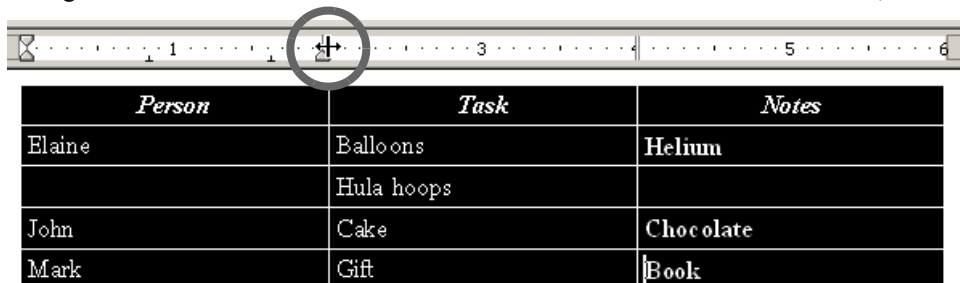 1 3 5 6
Person Task Notes
Elaine Balloons Helium
Hula hoops
John Cake Chocolate
Mark Gift Book